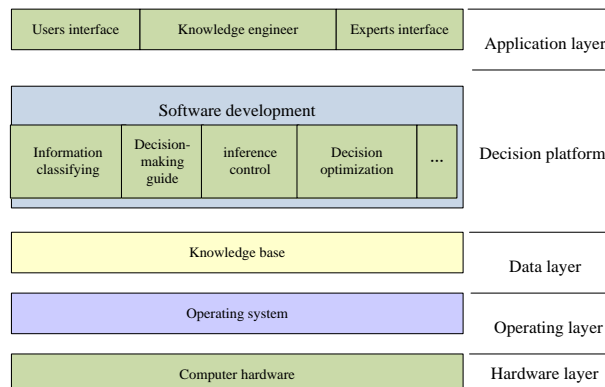 Users interface
Knowledge engineer
Experts interface
Application layer
Software development
Information
classifying
Decision-
making
guide
inference
control
Decision
optimization
...
Decision platform
Knowledge base
Data layer
Operating system
Operating layer
Computer hardware
Hardware layer